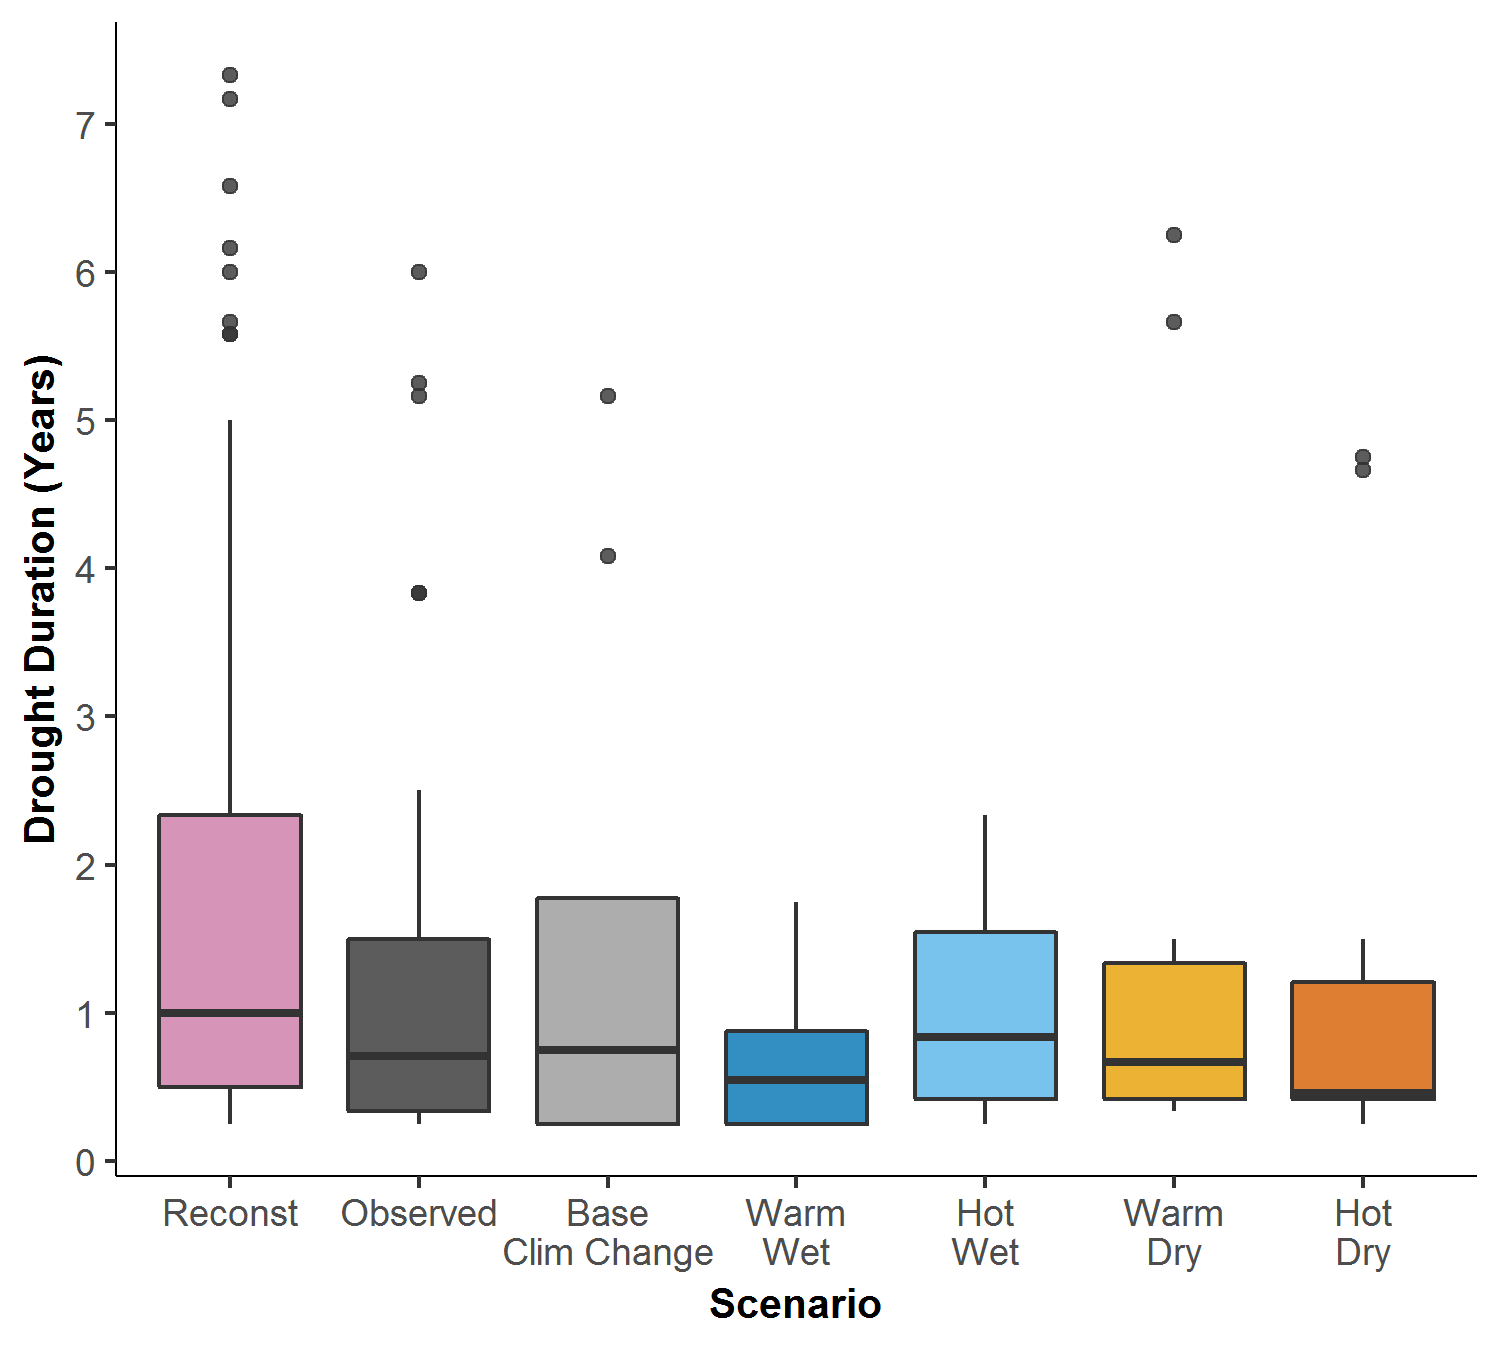 Drought Duration (Years)
7
6
5
4
3
2
1
0
Reconst
Observed
Base
Clim Change
Warm
Wet
Hot
Wet
Warm
Dry
Hot
Dry
Scenario